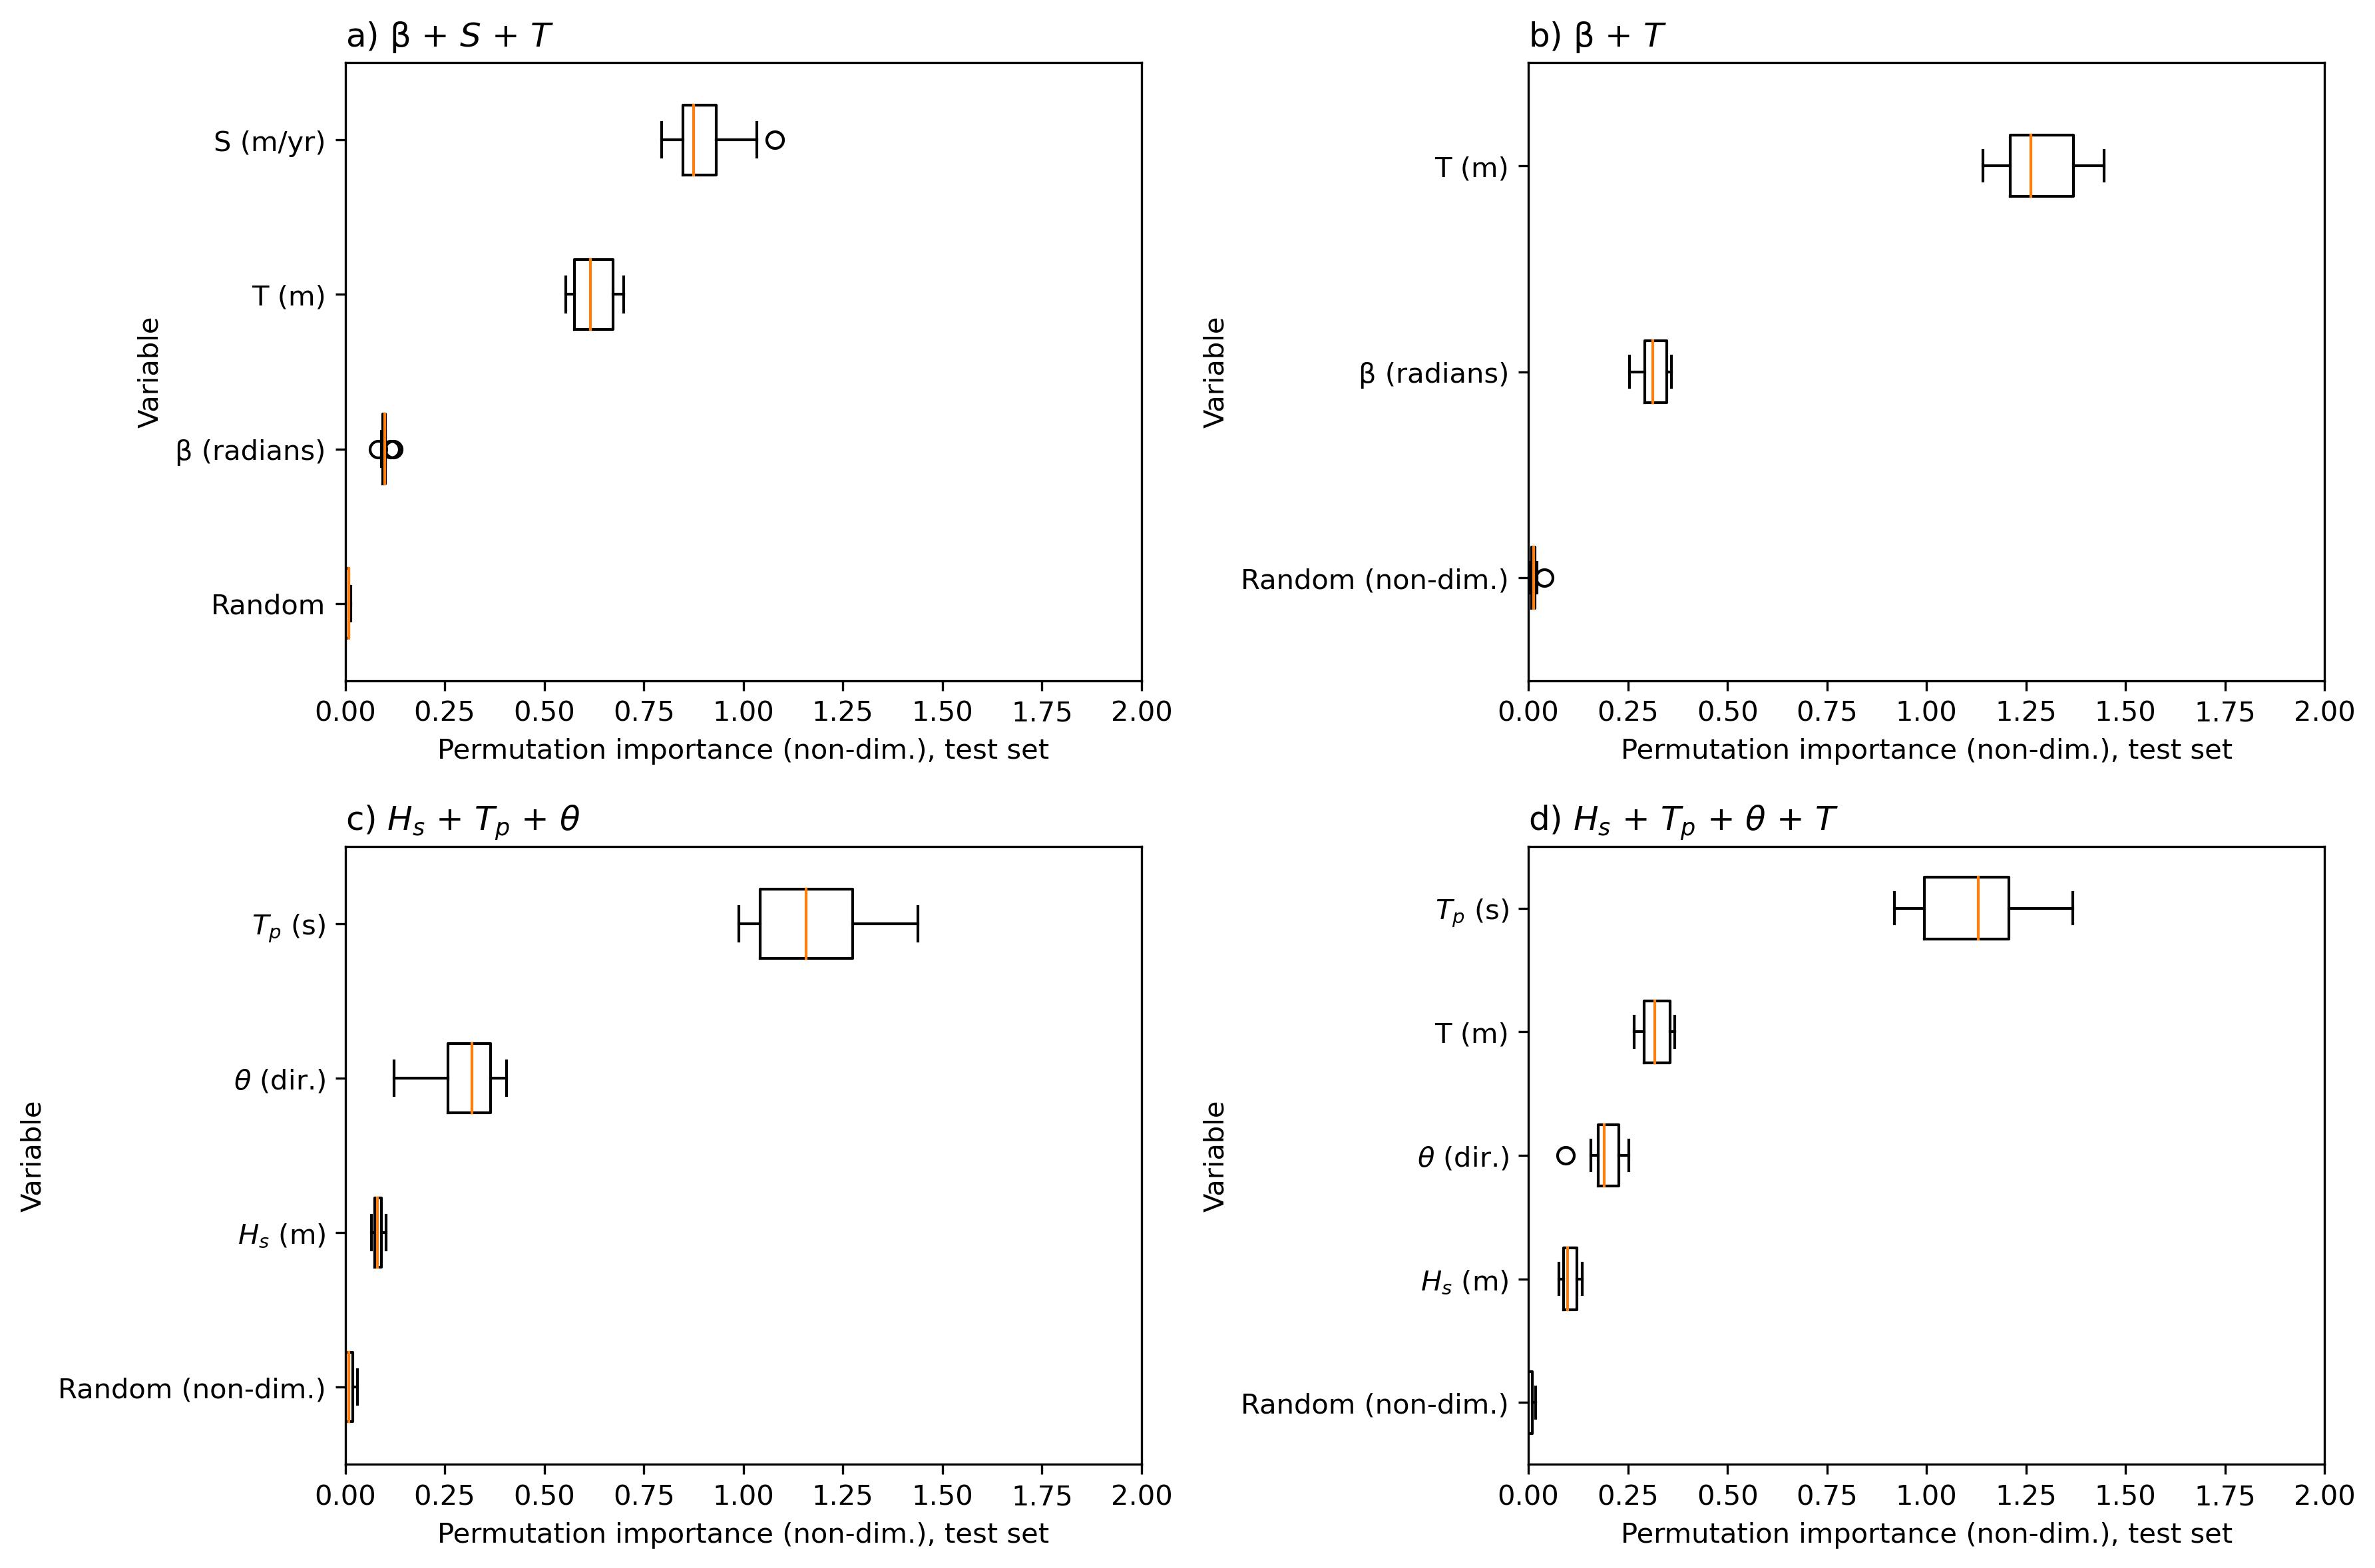 a) β + S + T
S (m/yr)
T (m)
β (radians)
Random
Variable
0.00 0.25 0.50 0.75 1.00 1.25 1.50 1.75 2.00
Permutation importance (non-dim.), test set
b) β + T
T (m)
β (radians)
Random (non-dim.)
Variable
0.00 0.25 0.50 0.75 1.00 1.25 1.50 1.75 2.00
Permutation importance (non-dim.), test set
c) Hs + Tp + θ
Tp (s)
θ (dir.)
Hs (m)
Random (non-dim.)
Variable
0.00 0.25 0.50 0.75 1.00 1.25 1.50 1.75 2.00
Permutation importance (non-dim.), test set
d) Hs + Tp + θ + T
Tp (s)
T (m)
θ (dir.)
Hs (m)
Random (non-dim.)
Variable
0.00 0.25 0.50 0.75 1.00 1.25 1.50 1.75 2.00
Permutation importance (non-dim.), test set